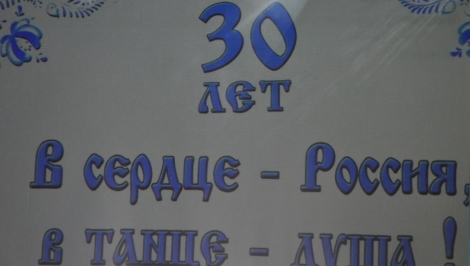 30
лет
В сердце - Россия,
в танце - душа !